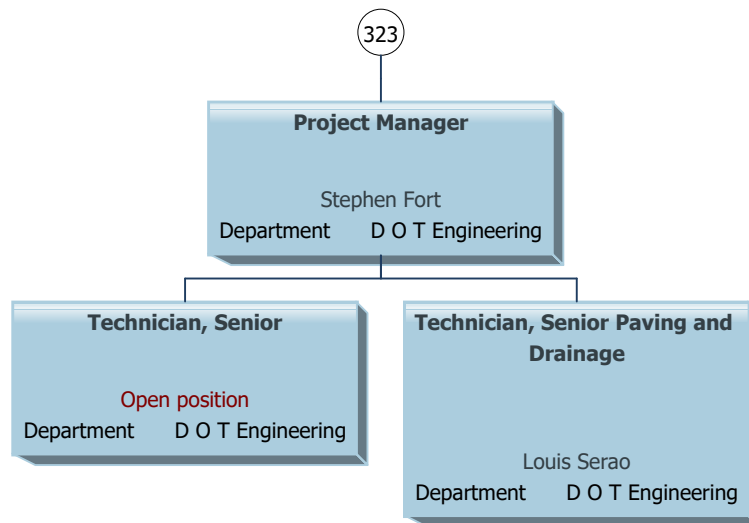 323
Project Manager
Stephen Fort
Department D O T Engineering
Technician, Senior
Open position
Department D O T Engineering
Technician, Senior Paving and
Drainage
Louis Serao
Department D O T Engineering